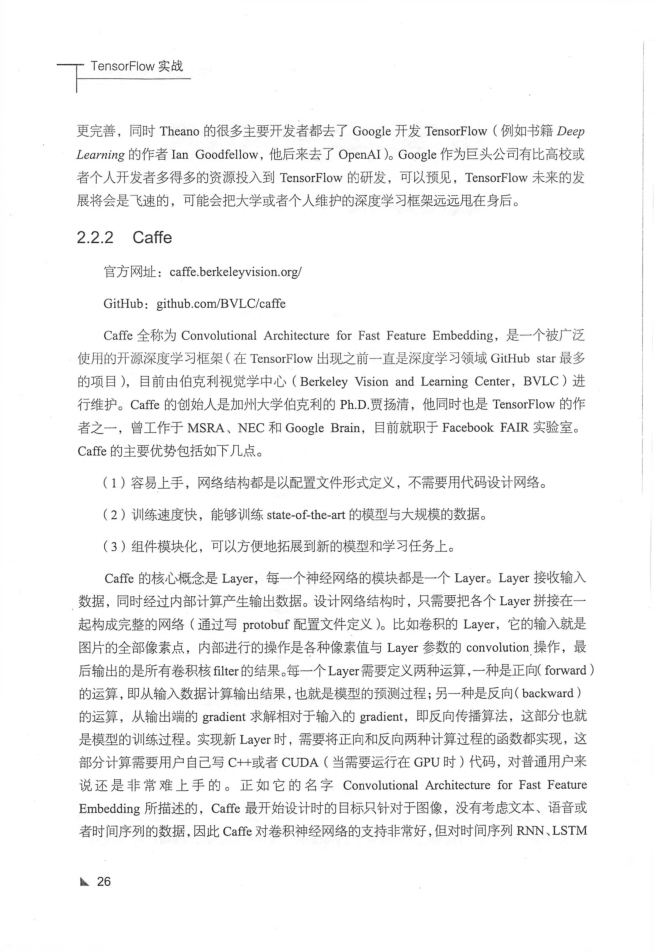 TensorFlow 实战
更完善，同时 Theano 的很多主要开发者都去了 Google 开发 TensorFlow（例如书籍 Deep
Learning 的作者 Ian Goodfellow，他后来去了 OpenAI）。Google 作为巨头公司有比高校或
者个人开发者多得多的资源投入到 TensorFlow 的研发，可以预见，TensorFlow 未来的发
展将会是飞速的，可能会把大学或者个人维护的深度学习框架远远甩在身后。
2.2.2 Caffe
官方网址：caffe.berkeleyvision.org/
GitHub：github.com/BVLC/caffe
Caffe 全称为 Convolutional Architecture for Fast Feature Embedding，是一个被广泛
使用的开源深度学习框架（在 TensorFlow 出现之前一直是深度学习领域 GitHub star 最多
的项目），目前由伯克利视觉学中心（Berkeley Vision and Learning Center，BVLC）进
行维护。Caffe 的创始人是加州大学伯克利的 Ph.D.贾扬清，他同时也是 TensorFlow 的作
者之一，曾工作于 MSRA、NEC 和 Google Brain，目前就职于 Facebook FAIR 实验室。
Caffe 的主要优势包括如下几点。
（1）容易上手，网络结构都是以配置文件形式定义，不需要用代码设计网络。
（2）训练速度快，能够训练 state-of-the-art 的模型与大规模的数据。
（3）组件模块化，可以方便地拓展到新的模型和学习任务上。
Caffe 的核心概念是 Layer，每一个神经网络的模块都是一个 Layer。Layer 接收输入
数据，同时经过内部计算产生输出数据。设计网络结构时，只需要把各个 Layer 拼接在一
起构成完整的网络（通过写 protobuf 配置文件定义）。比如卷积的 Layer，它的输入就是
图片的全部像素点，内部进行的操作是各种像素值与 Layer 参数的 convolution 操作，最
后输出的是所有卷积核 filter 的结果。每一个 Layer 需要定义两种运算，一种是正向（forward）
的运算，即从输入数据计算输出结果，也就是模型的预测过程；另一种是反向（backward）
的运算，从输出端的 gradient 求解相对于输入的 gradient，即反向传播算法，这部分也就
是模型的训练过程。实现新 Layer 时，需要将正向和反向两种计算过程的函数都实现，这
部分计算需要用户自己写 C++或者 CUDA（当需要运行在 GPU 时）代码，对普通用户来
说还是非常难上手的。正如它的名字 Convolutional Architecture for Fast Feature
Embedding 所描述的，Caffe 最开始设计时的目标只针对于图像，没有考虑文本、语音或
者时间序列的数据，因此 Caffe 对卷积神经网络的支持非常好，但对时间序列 RNN、LSTM
26